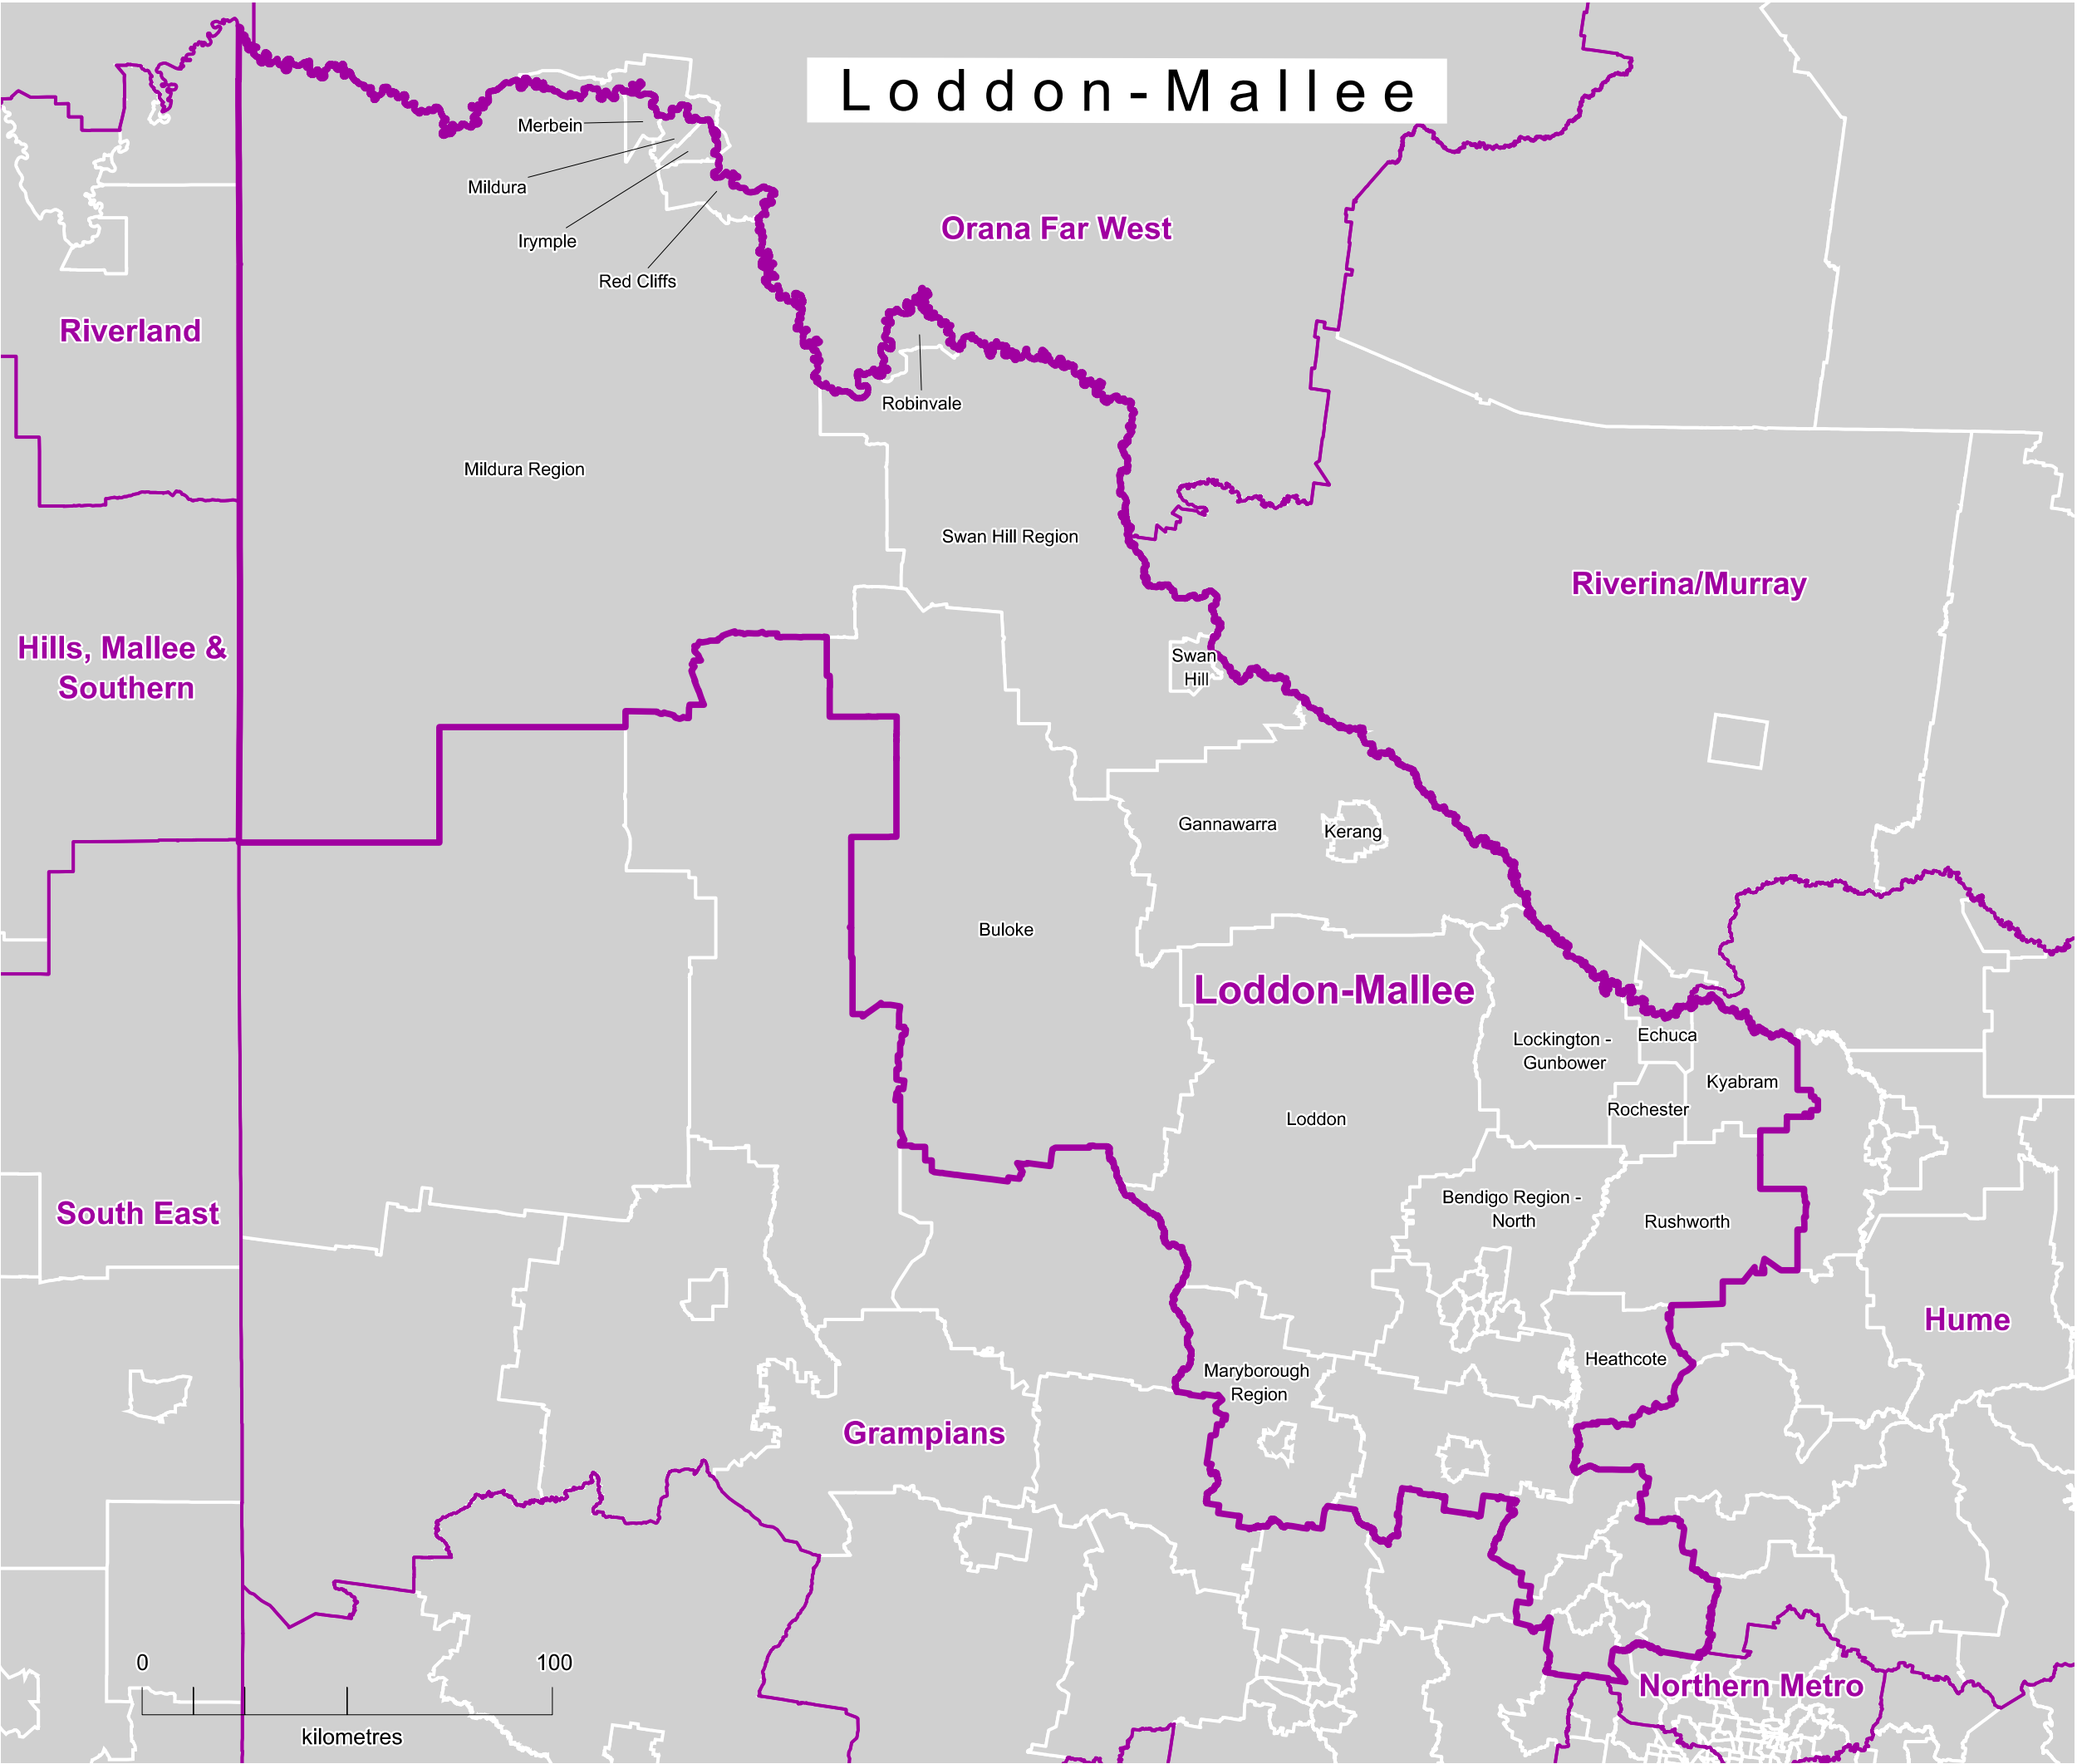 Loddon-Mallee
Merbein
Mildura
Irymple
Red Cliffs
Orana Far West
Riverland
Robinvale
Mildura Region
Swan Hill Region
Riverina/Murray
Hills, Mallee &
Southern
Swan
Hill
Gannawarra
Kerang
Buloke
Loddon-Mallee
Lockington -
Gunbower
Echuca
Kyabram
Rochester
Loddon
Bendigo Region -
North
Rushworth
South East
Hume
Heathcote
Maryborough
Region
Grampians
Northern Metro
0 100
kilometres